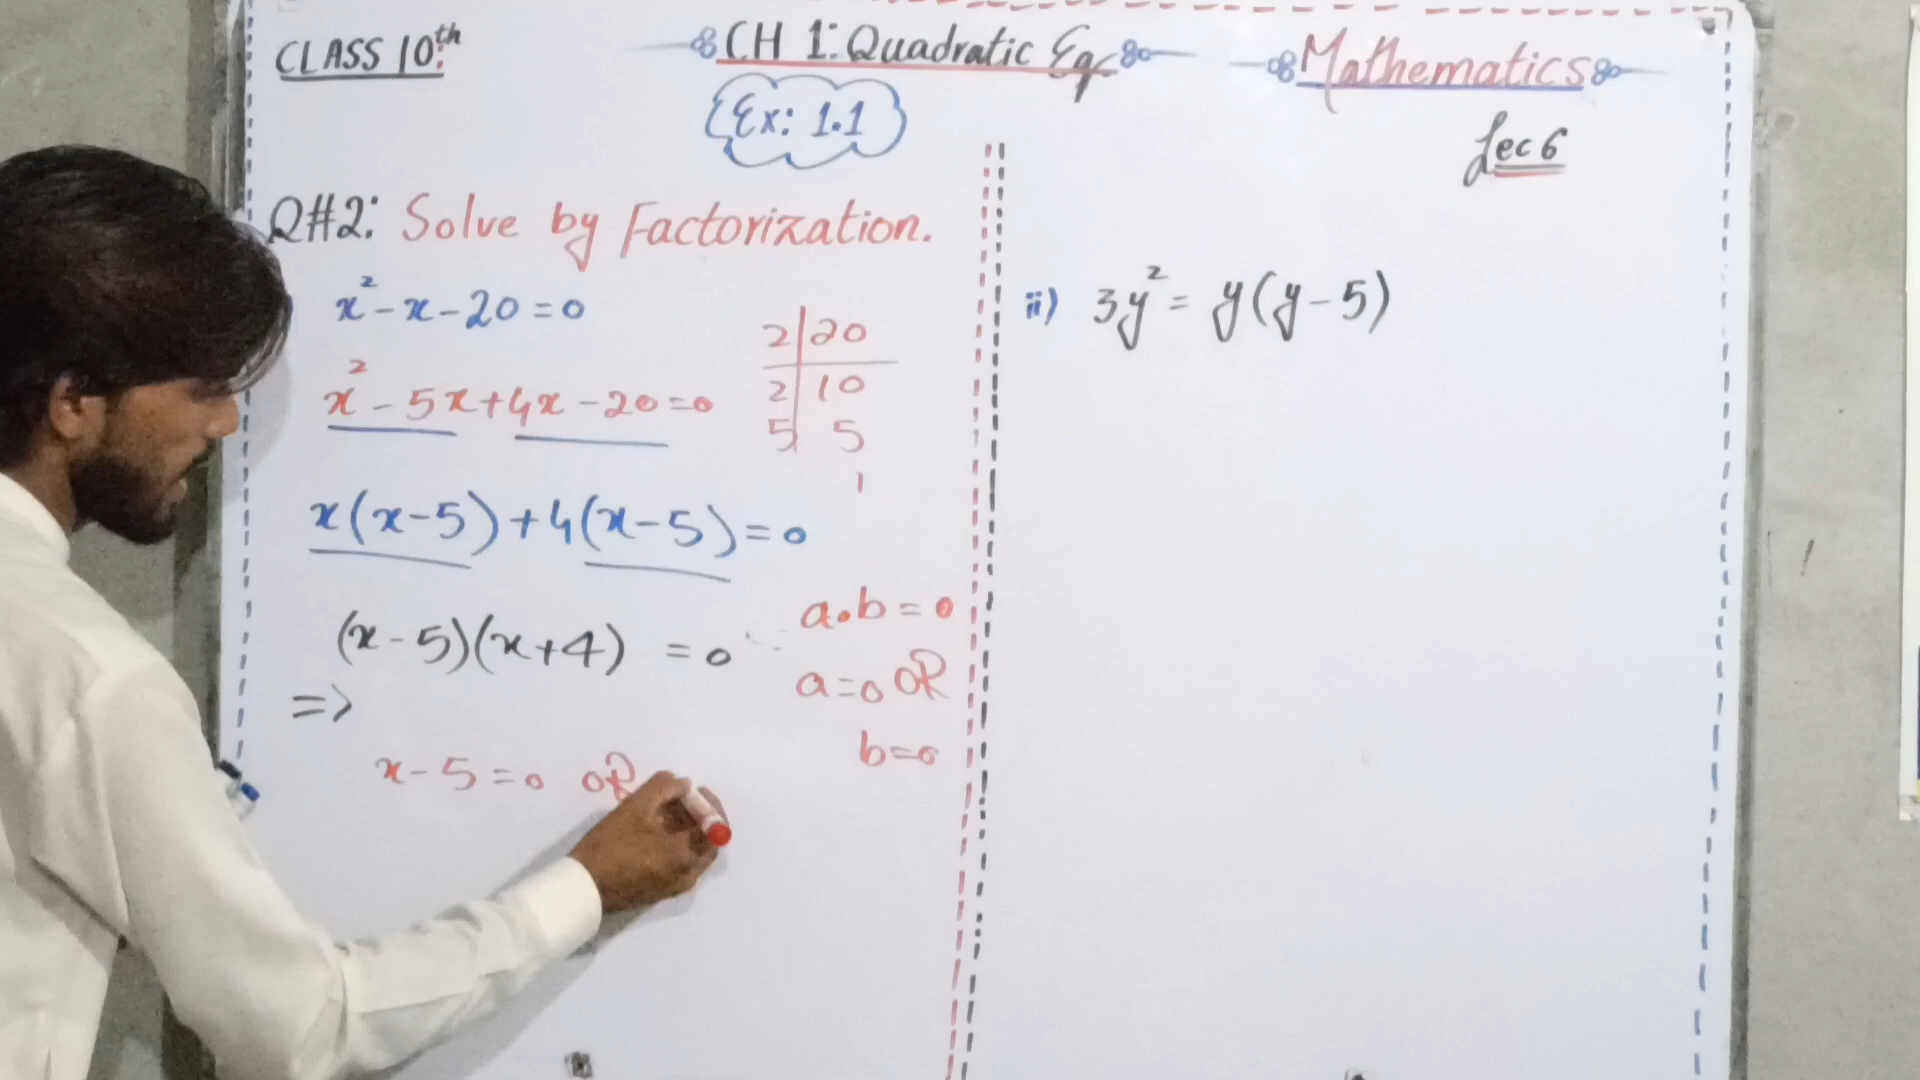 CLASS 10th:
CH 1: Quadratic Eq
Mathematics
Ex: 1.1
Lec 6
Q#2: Solve by Factorization.
x² - x - 20 = 0
x² - 5x + 4x - 20 = 0
2 | 20
2 | 10
5 | 5
1
x(x-5) + 4(x-5) = 0
(x-5)(x+4) = 0
=>
x - 5 = 0 OR
a.b = 0
a = 0 OR
b = 0
ii) 3y² = y(y-5)